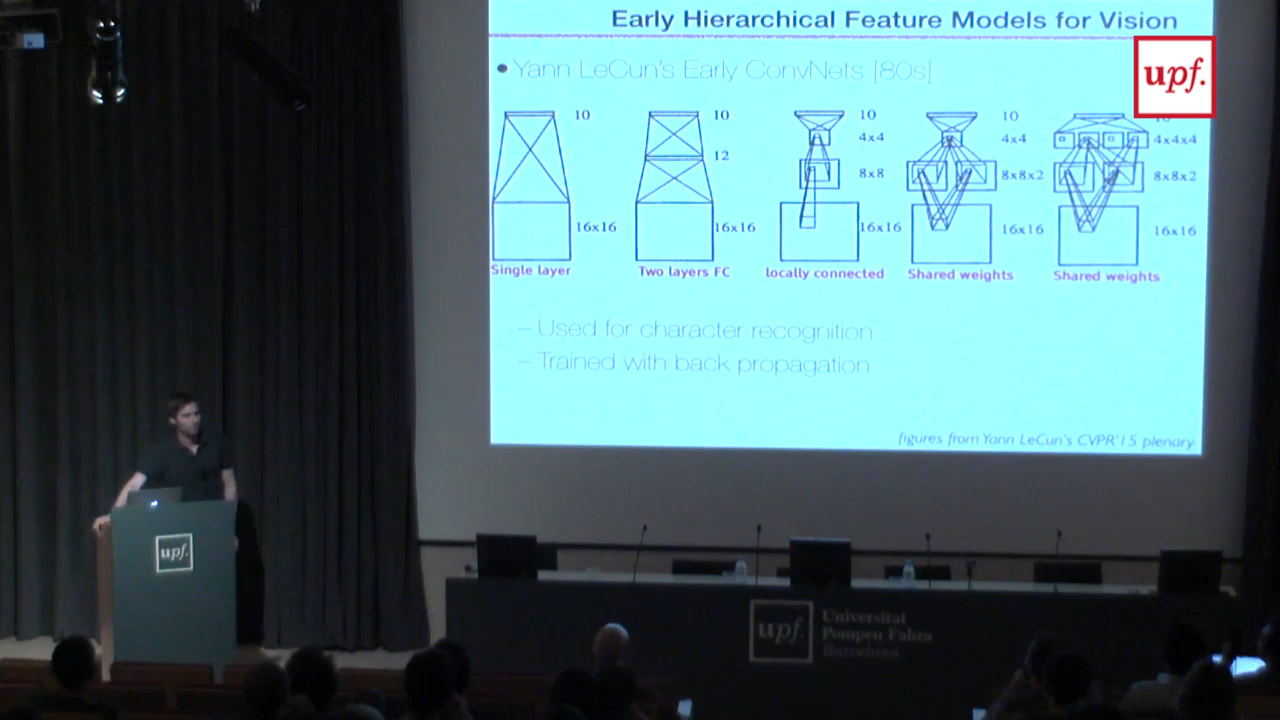 Early Hierarchical Feature Models for Vision
• Yann LeCun's Early ConvNets [80s]:
upf.
10 10 10 10 10
4x4 4x4 4x4x4
12
8x8 8x8x2 8x8x2
16x16 16x16 16x16 16x16 16x16
Single layer Two layers FC locally connected Shared weights Shared weights
– Used for character recognition
– Trained with back propagation.
figures from Yann LeCun's CVPR'15 plenary
upf.
upf. Universitat
Pompeu Fabra
Barcelona